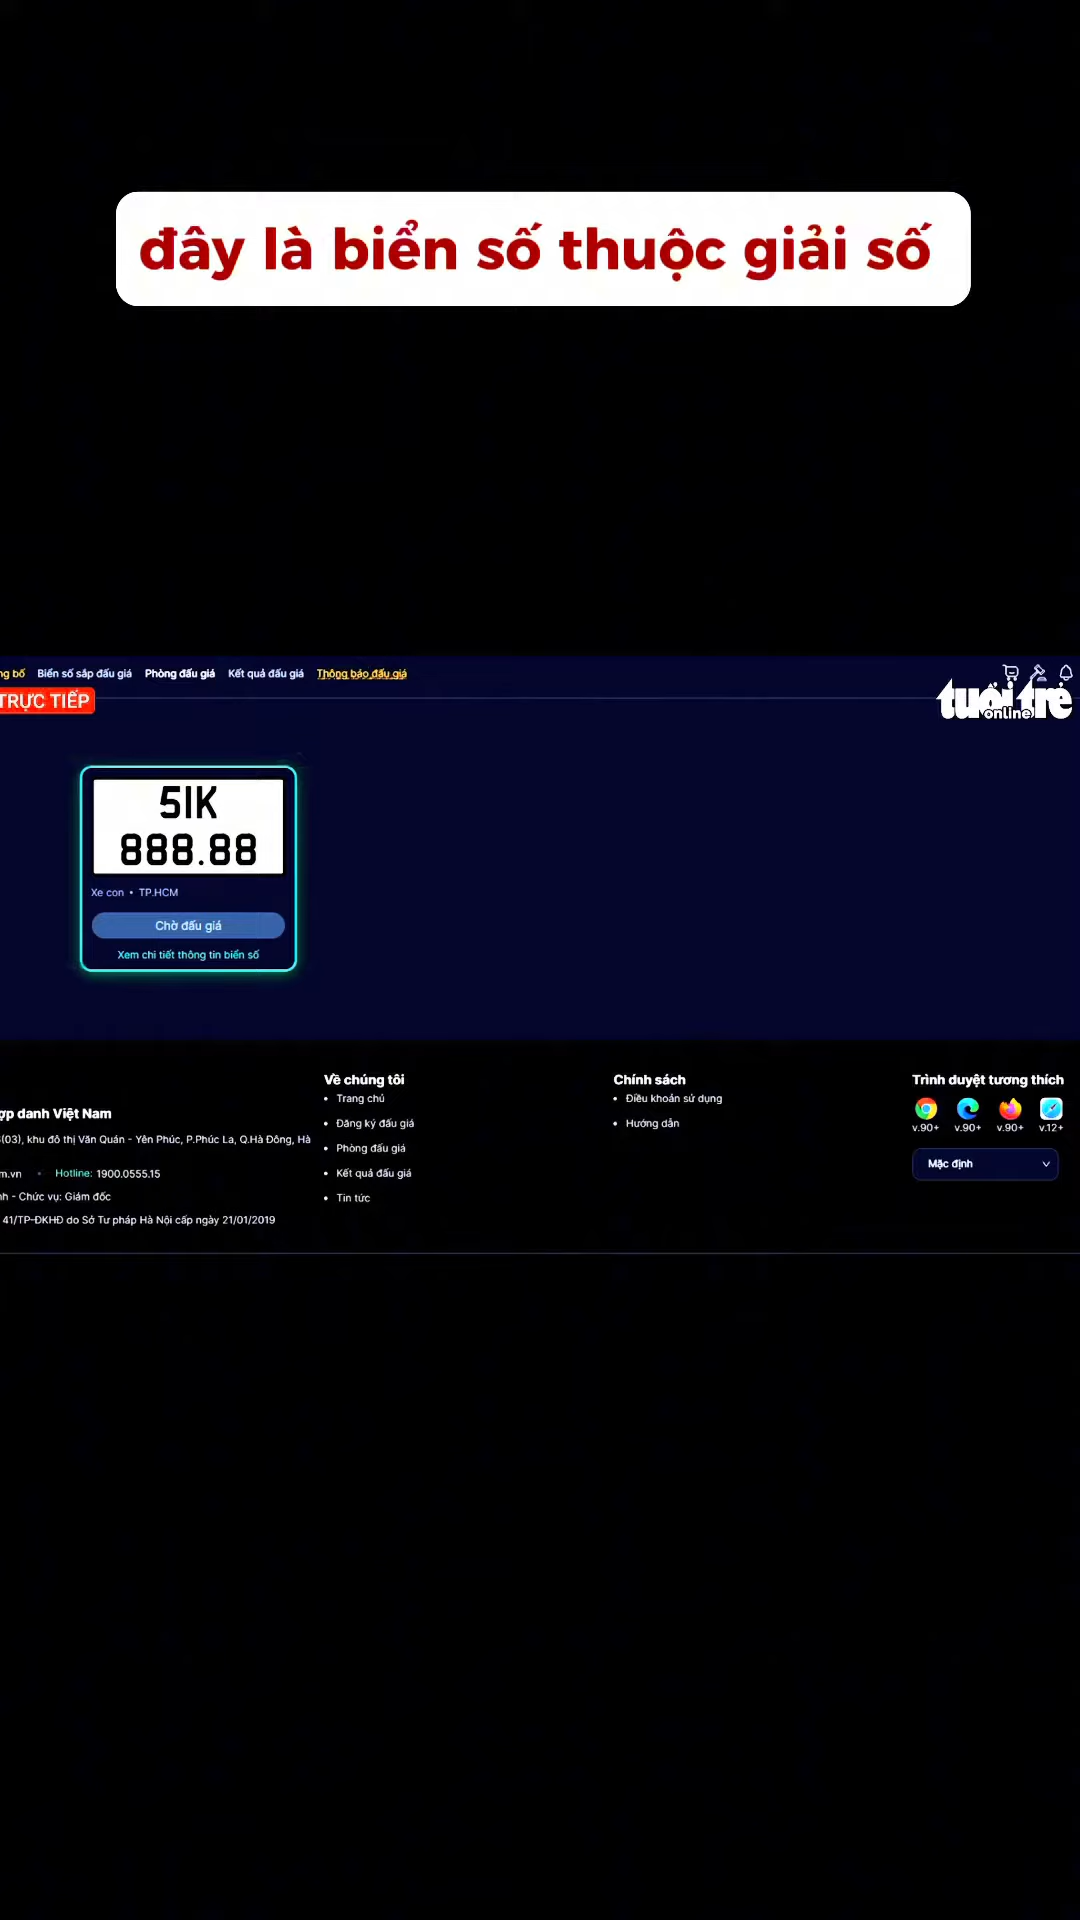 đây là biển số thuộc giải số
ng bố Biển số sắp đấu giá Phòng đấu giá Kết quả đấu giá Thông báo đấu giá
TRỰC TIẾP
tuổi trẻ
online
51K
888.88
Xe con • TP.HCM
Chờ đấu giá
Xem chi tiết thông tin biển số
Về chúng tôi
• Trang chủ
• Đăng ký đấu giá
• Phòng đấu giá
• Kết quả đấu giá
• Tin tức
Chính sách
• Điều khoản sử dụng
• Hướng dẫn
Trình duyệt tương thích
v.90+ v.90+ v.90+ v.12+
Mặc định
ợp danh Việt Nam
(03), khu đô thị Văn Quán - Yên Phúc, P.Phúc La, Q.Hà Đông, Hà
m.vn • Hotline: 1900.0555.15
nh - Chức vụ: Giám đốc
41/TP-ĐKHĐ do Sở Tư pháp Hà Nội cấp ngày 21/01/2019